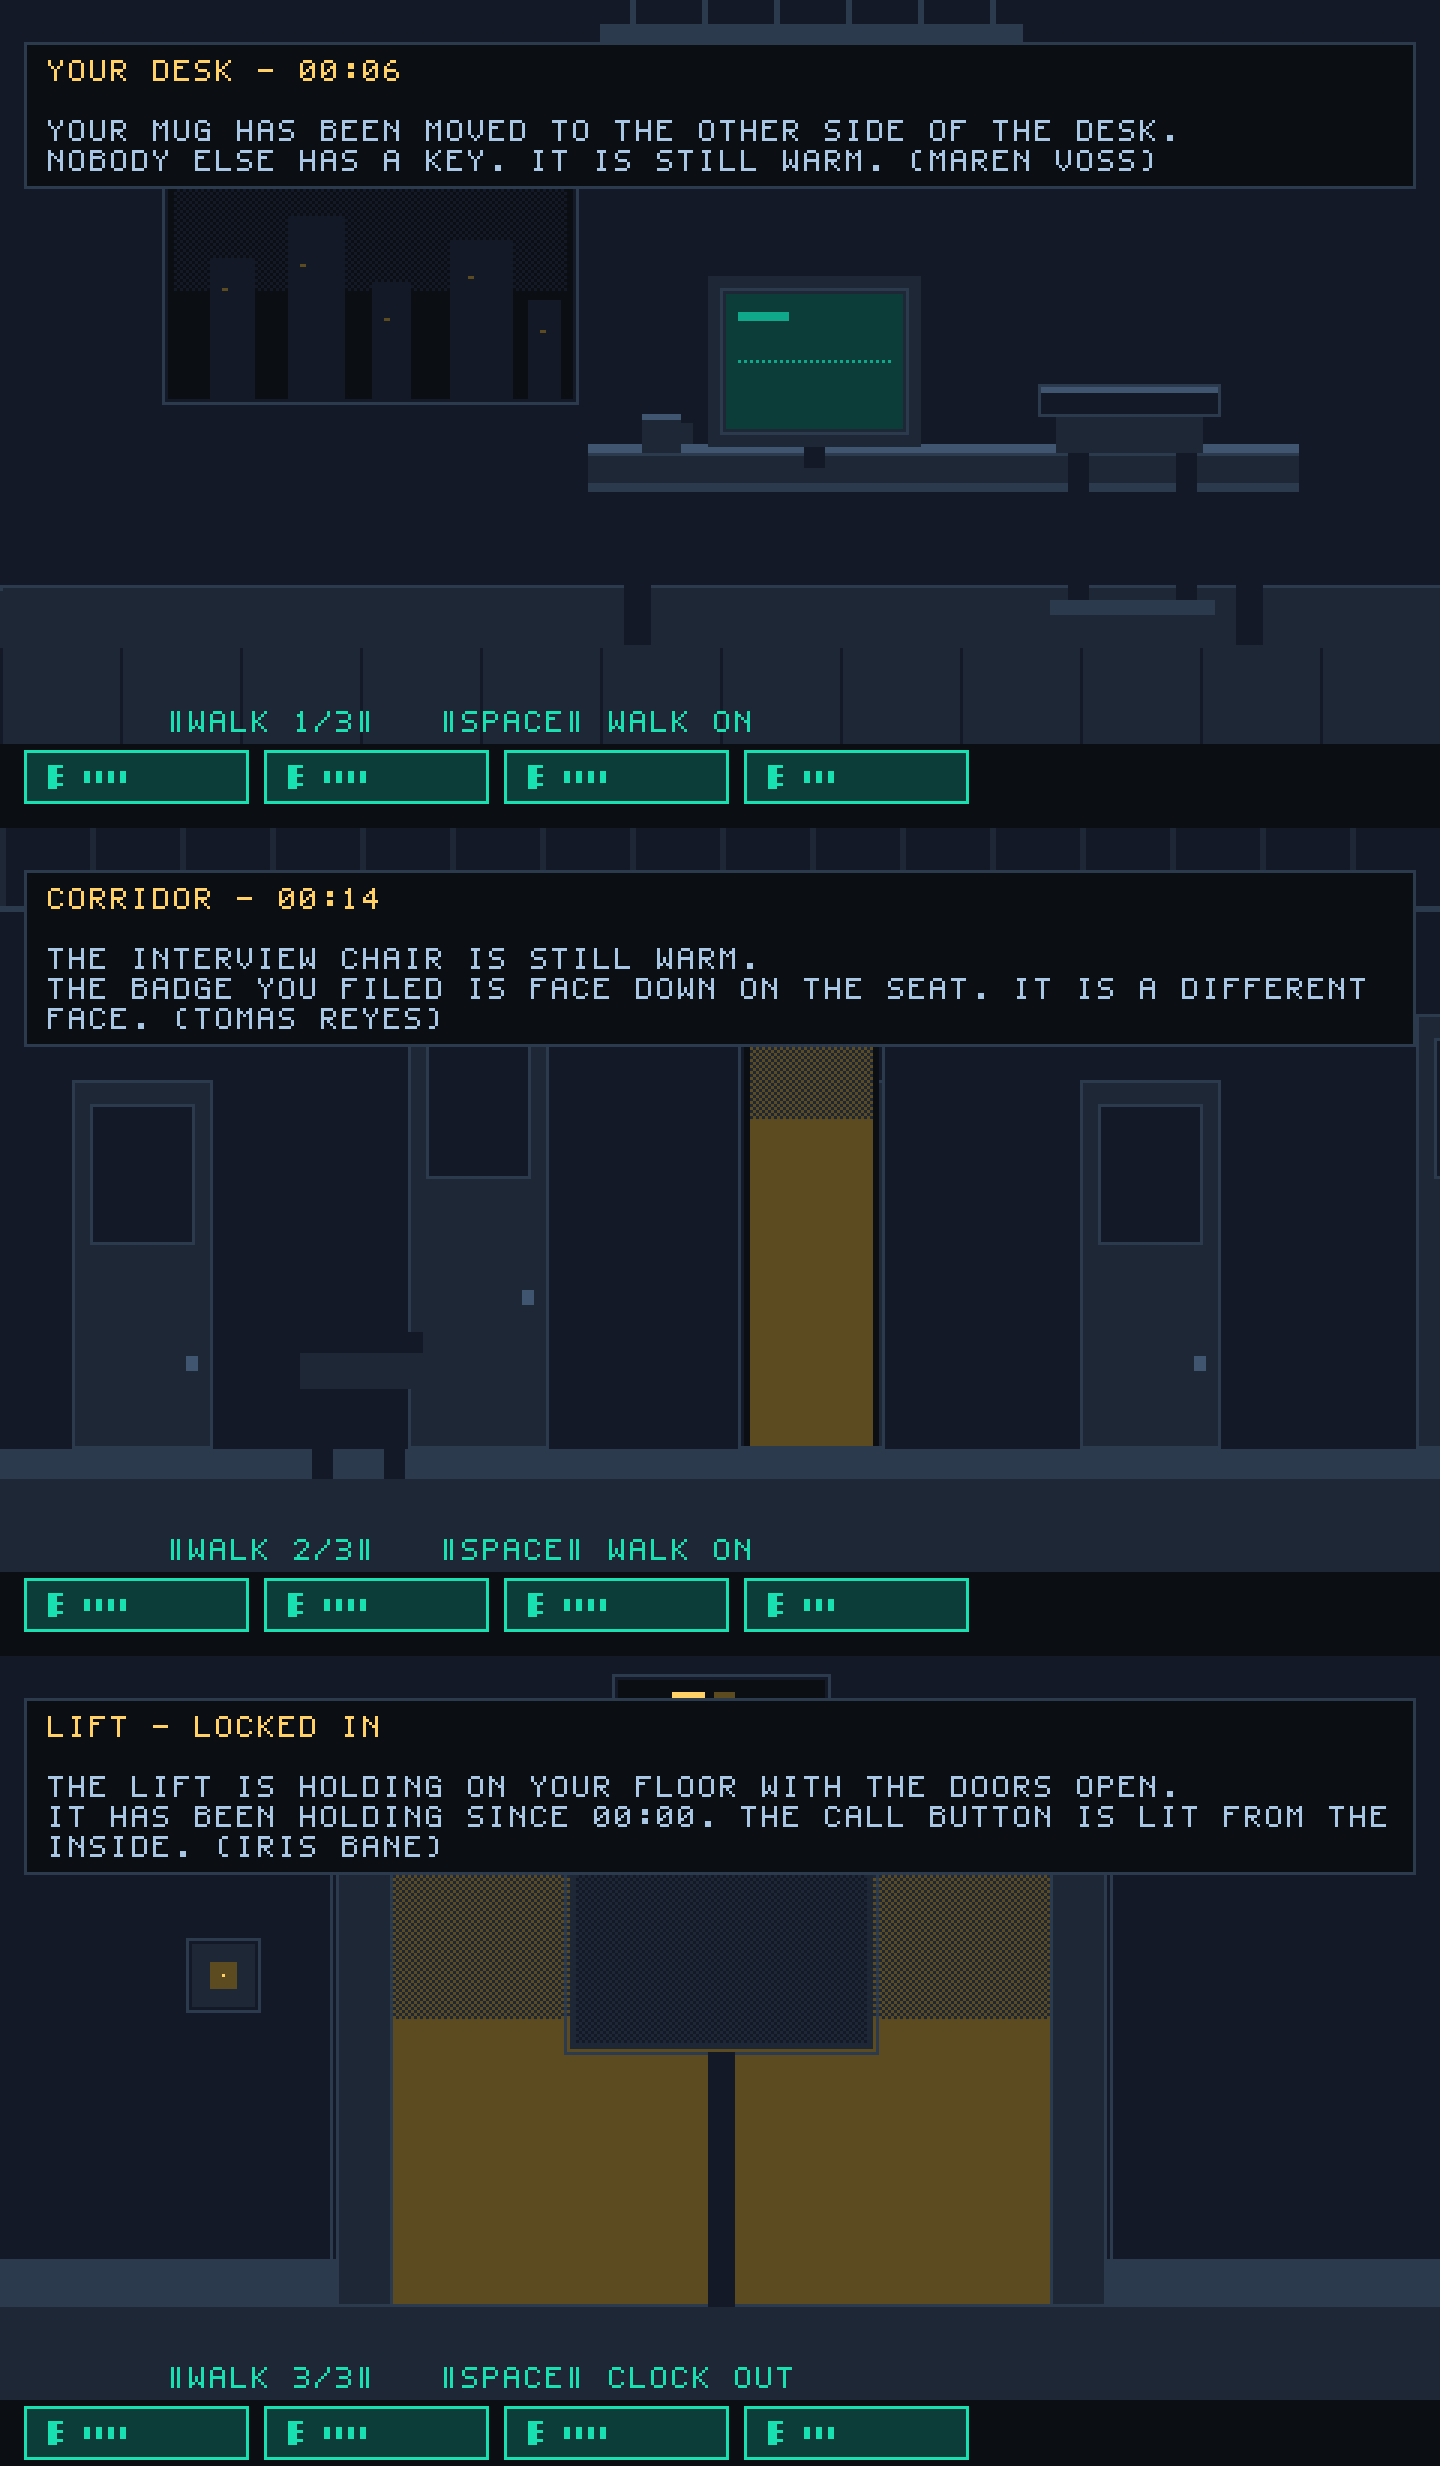 YOUR DESK - 00:06
YOUR MUG HAS BEEN MOVED TO THE OTHER SIDE OF THE DESK.
NOBODY ELSE HAS A KEY. IT IS STILL WARM. (MAREN VOSS)
‖WALK 1/3‖ ‖SPACE‖ WALK ON
CORRIDOR - 00:14
THE INTERVIEW CHAIR IS STILL WARM.
THE BADGE YOU FILED IS FACE DOWN ON THE SEAT. IT IS A DIFFERENT
FACE. (TOMAS REYES)
‖WALK 2/3‖ ‖SPACE‖ WALK ON
LIFT - LOCKED IN
THE LIFT IS HOLDING ON YOUR FLOOR WITH THE DOORS OPEN.
IT HAS BEEN HOLDING SINCE 00:00. THE CALL BUTTON IS LIT FROM THE
INSIDE. (IRIS BANE)
‖WALK 3/3‖ ‖SPACE‖ CLOCK OUT